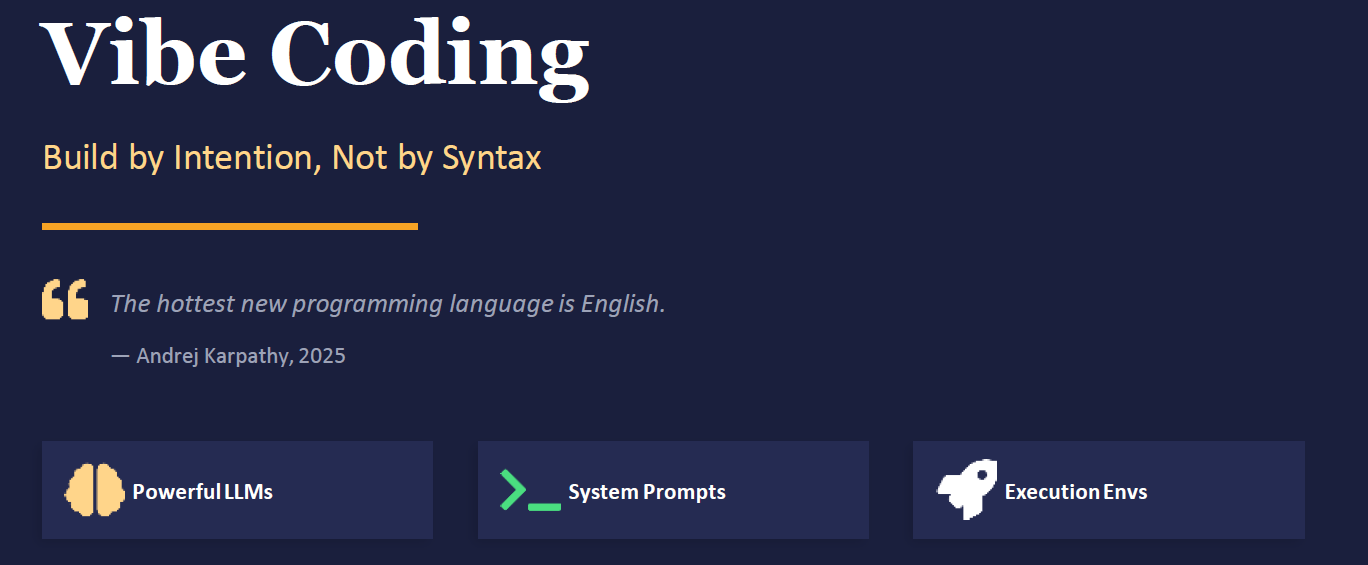 Vibe Coding
Build by Intention, Not by Syntax
The hottest new programming language is English.
— Andrej Karpathy, 2025
Powerful LLMs
System Prompts
Execution Envs